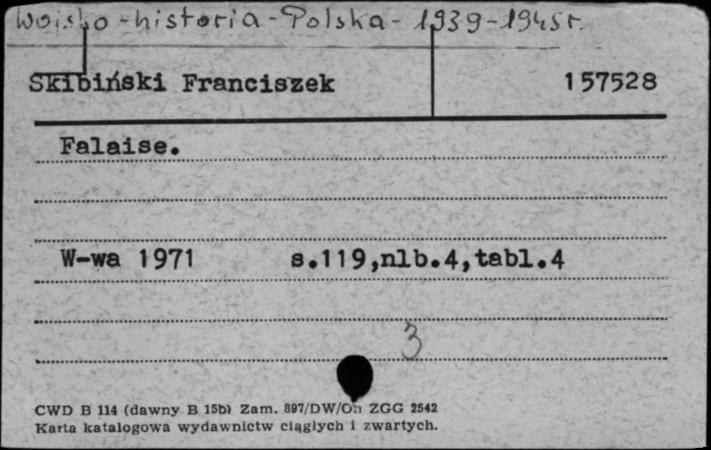 Wojsko - historia - Polska - 1939-1945 r.
Skibiński Franciszek 157528
Falaise.
W-wa 1971 s.119,nlb.4,tabl.4
3
CWD B 114 (dawny B 15b) Zam. 897/DW/On ZGG 2542
Karta katalogowa wydawnictw ciągłych i zwartych.